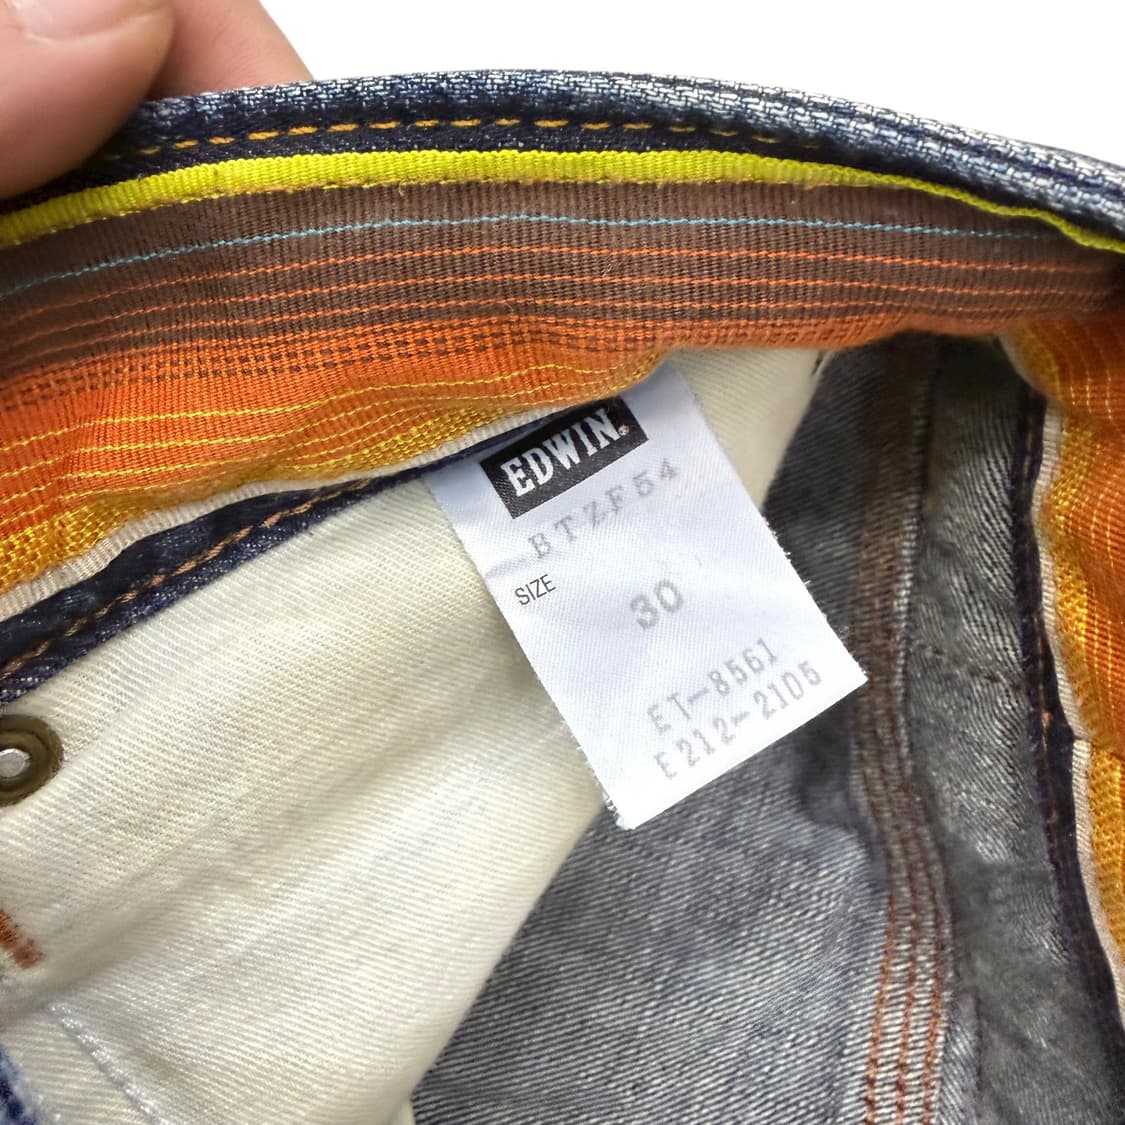 EDWIN®
BTZF54
SIZE
30
ET-8561
E212-2105